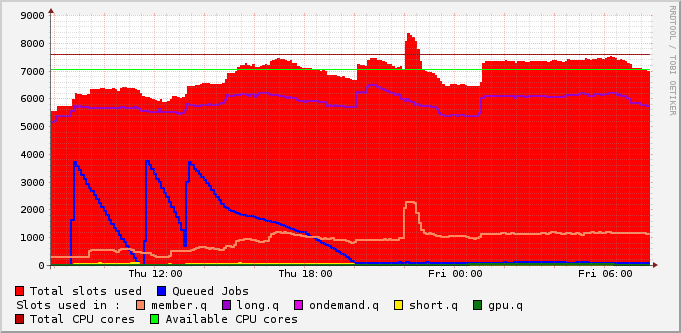 RRDTOOL / TOBI OETIKER
9000
8000
7000
6000
5000
4000
3000
2000
1000
0
Thu 12:00 Thu 18:00 Fri 00:00 Fri 06:00
Total slots used Queued Jobs
Slots used in : member.q long.q ondemand.q short.q gpu.q
Total CPU cores Available CPU cores